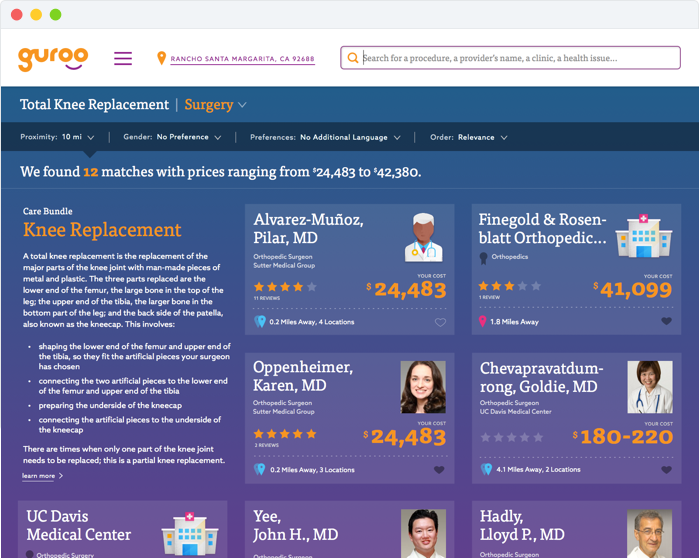 guroo
RANCHO SANTA MARGARITA, CA 92688
Search for a procedure, a provider's name, a clinic, a health issue...
Total Knee Replacement | Surgery
Proximity: 10 mi
Gender: No Preference
Preferences: No Additional Language
Order: Relevance
We found 12 matches with prices ranging from $24,483 to $42,380.
Care Bundle
Knee Replacement
A total knee replacement is the replacement of the
major parts of the knee joint with man-made pieces of
metal and plastic. The three parts replaced are the
lower end of the femur, the large bone in the top of the
leg; the upper end of the tibia, the larger bone in the
bottom part of the leg; and the back side of the patella,
also known as the kneecap. This involves:
• shaping the lower end of the femur and upper end of
the tibia, so they fit the artificial pieces your surgeon
has chosen
• connecting the two artificial pieces to the lower end
of the femur and upper end of the tibia
• preparing the underside of the kneecap
• connecting the artificial pieces to the underside of
the kneecap
There are times when only one part of the knee joint
needs to be replaced; this is a partial knee replacement.
learn more
Alvarez-Muñoz,
Pilar, MD
Orthopedic Surgeon
Sutter Medical Group
11 REVIEWS
YOUR COST
$24,483
0.2 Miles Away, 4 Locations
Finegold & Rosen-
blatt Orthopedic...
Orthopedics
1 REVIEW
YOUR COST
$41,099
1.8 Miles Away
Oppenheimer,
Karen, MD
Orthopedic Surgeon
Sutter Medical Group
2 REVIEWS
YOUR COST
$24,483
0.2 Miles Away, 3 Locations
Chevapravatdum-
rong, Goldie, MD
Orthopedic Surgeon
UC Davis Medical Center
YOUR COST
$180-220
4.1 Miles Away, 2 Locations
UC Davis
Medical Center
Orthopedic Surgery
Yee,
John H., MD
Orthopedic Surgeon
Hadly,
Lloyd P., MD
Orthopedic Surgeon